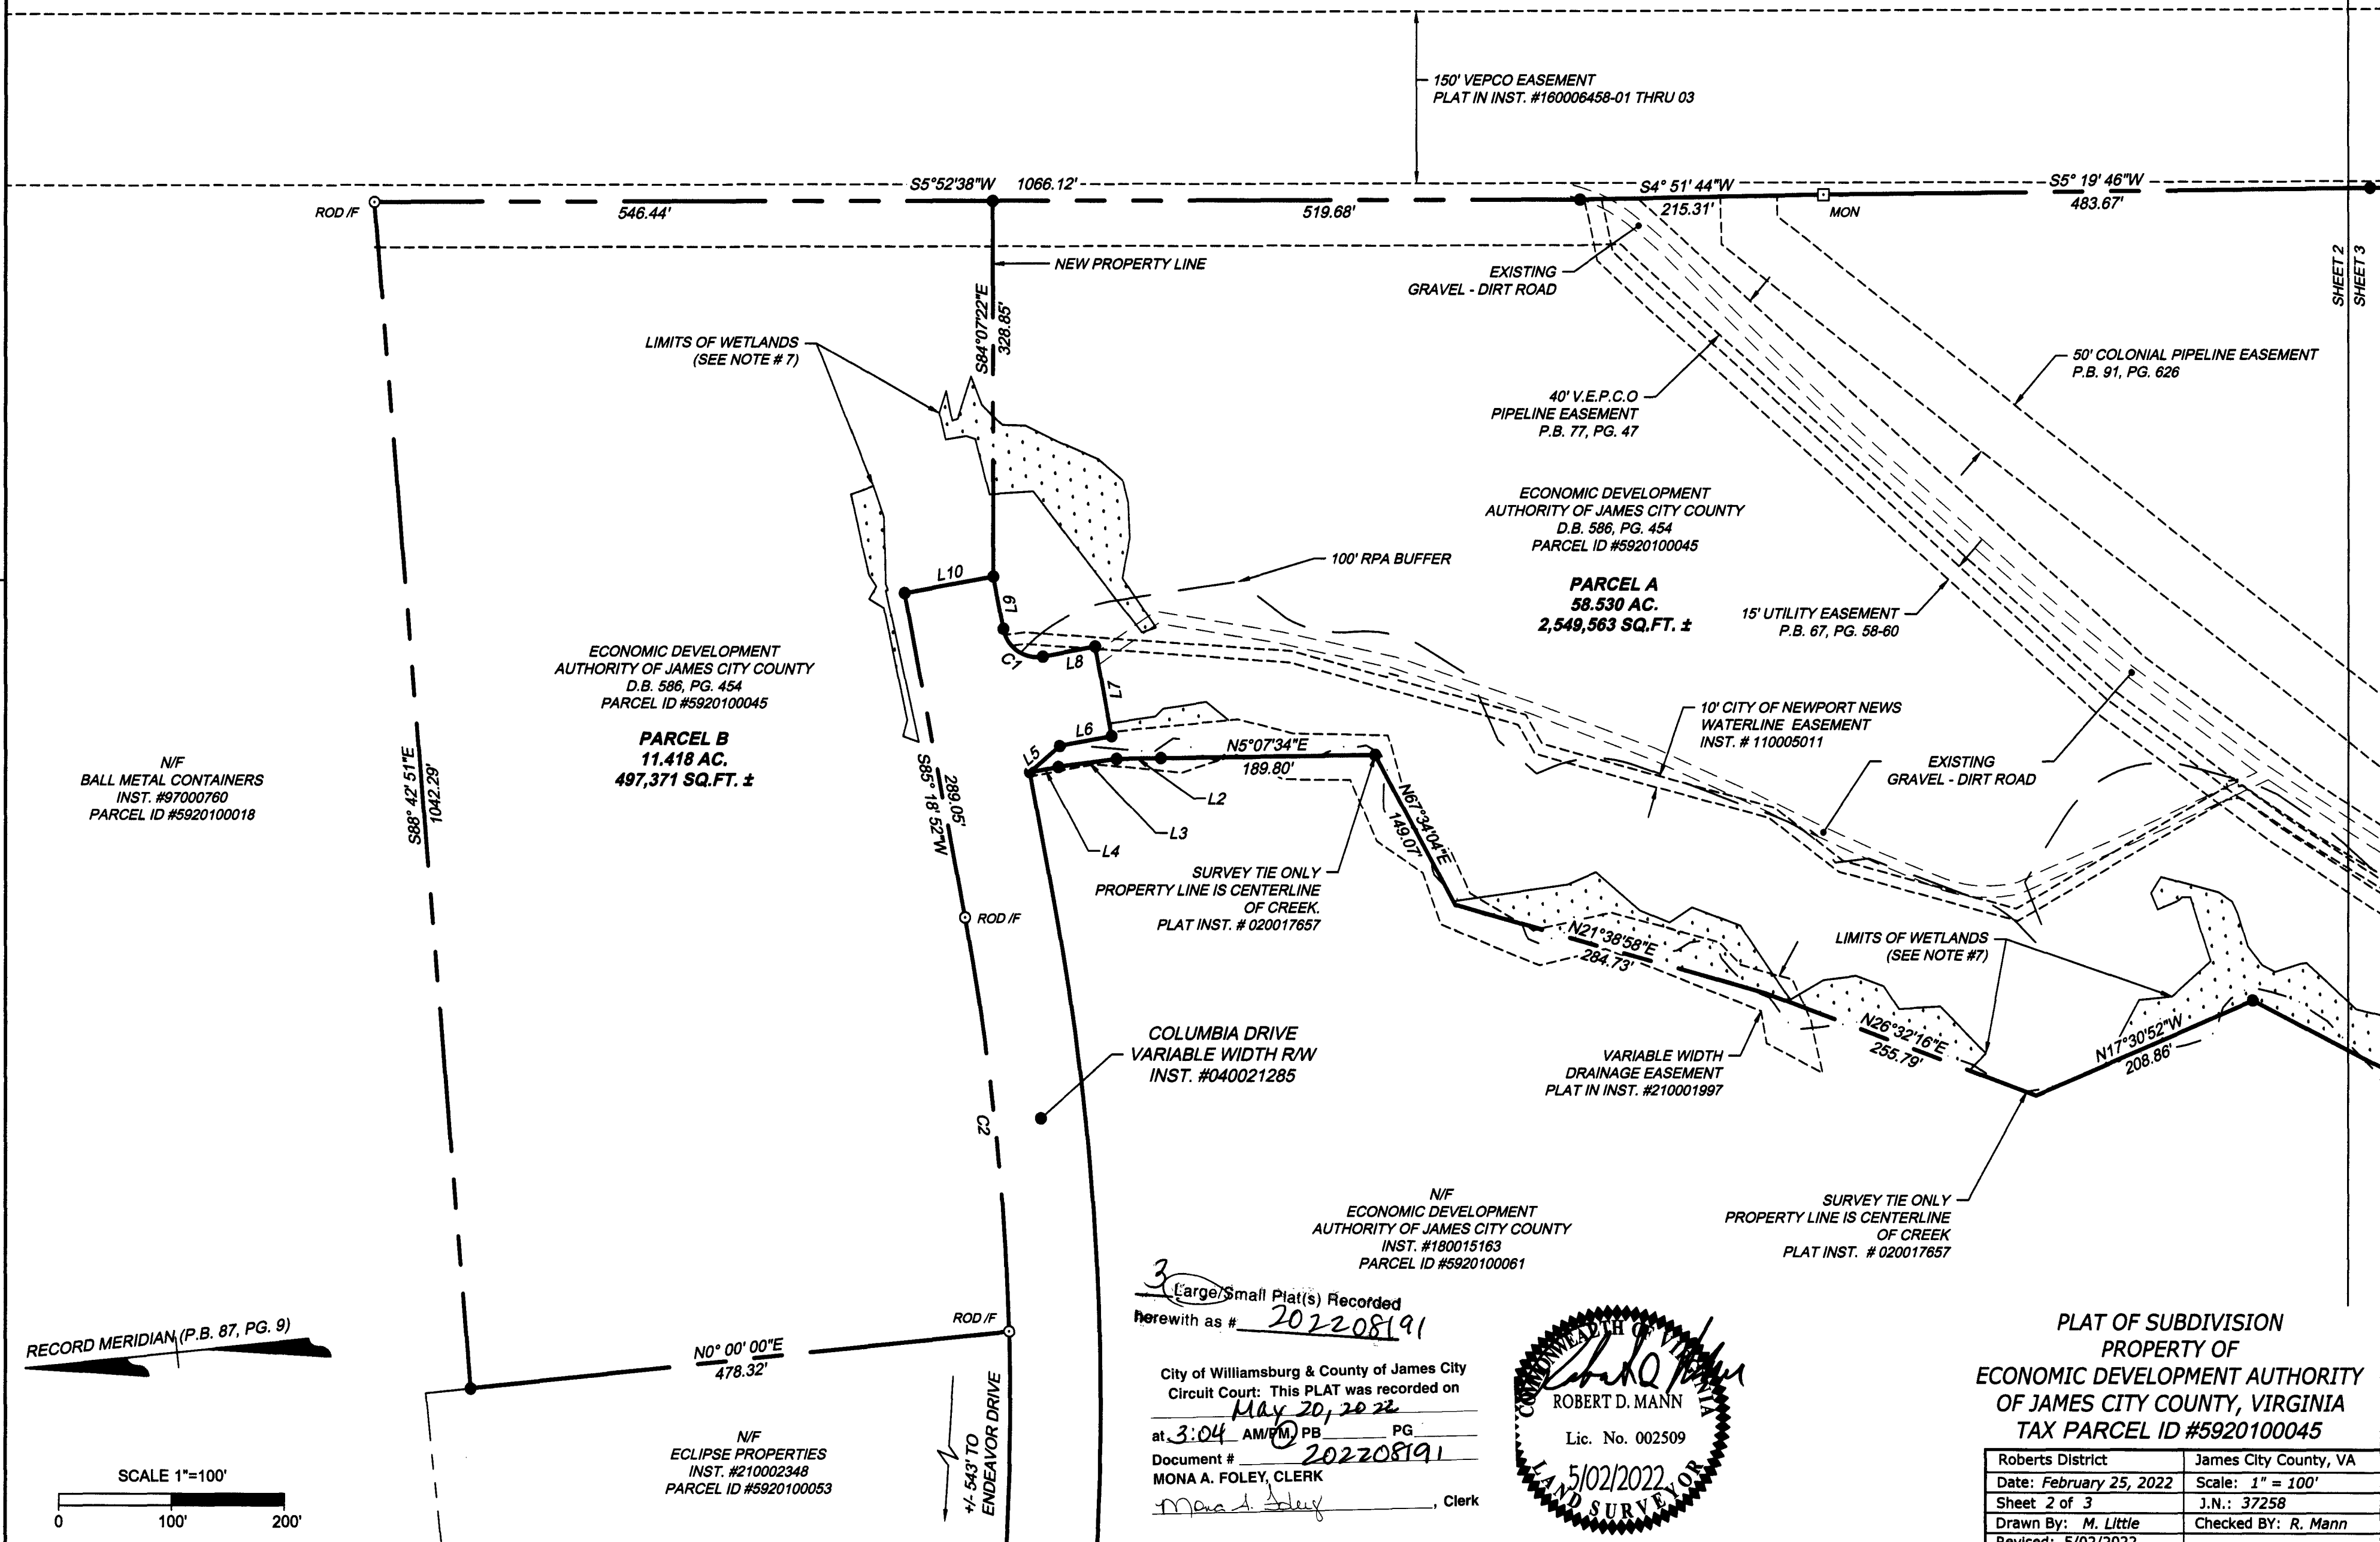 150' VEPCO EASEMENT
PLAT IN INST. #160006458-01 THRU 03
S5°52'38"W 1066.12'
S4° 51' 44"W
S5° 19' 46"W
ROD /F
546.44'
519.68'
215.31'
MON
483.67'
NEW PROPERTY LINE
EXISTING
GRAVEL - DIRT ROAD
SHEET 2
SHEET 3
S84°07'22"E
328.85'
LIMITS OF WETLANDS
(SEE NOTE # 7)
50' COLONIAL PIPELINE EASEMENT
P.B. 91, PG. 626
40' V.E.P.C.O
PIPELINE EASEMENT
P.B. 77, PG. 47
ECONOMIC DEVELOPMENT
AUTHORITY OF JAMES CITY COUNTY
D.B. 586, PG. 454
PARCEL ID #5920100045
PARCEL A
58.530 AC.
2,549,563 SQ.FT. ±
100' RPA BUFFER
15' UTILITY EASEMENT
P.B. 67, PG. 58-60
L10
L9
C1
L8
L7
L6
L5
ECONOMIC DEVELOPMENT
AUTHORITY OF JAMES CITY COUNTY
D.B. 586, PG. 454
PARCEL ID #5920100045
PARCEL B
11.418 AC.
497,371 SQ.FT. ±
10' CITY OF NEWPORT NEWS
WATERLINE EASEMENT
INST. # 110005011
EXISTING
GRAVEL - DIRT ROAD
N/F
BALL METAL CONTAINERS
INST. #97000760
PARCEL ID #5920100018
S88° 42' 51"E
1042.29'
S85° 18' 52"W
289.05'
N5°07'34"E
189.80'
L2
L3
L4
N67°34'04"E
149.07'
SURVEY TIE ONLY
PROPERTY LINE IS CENTERLINE
OF CREEK.
PLAT INST. # 020017657
ROD /F
N21°38'58"E
284.73'
LIMITS OF WETLANDS
(SEE NOTE #7)
N26°32'16"E
255.79'
N17°30'52"W
208.86'
COLUMBIA DRIVE
VARIABLE WIDTH R/W
INST. #040021285
VARIABLE WIDTH
DRAINAGE EASEMENT
PLAT IN INST. #210001997
C2
N/F
ECONOMIC DEVELOPMENT
AUTHORITY OF JAMES CITY COUNTY
INST. #180015163
PARCEL ID #5920100061
SURVEY TIE ONLY
PROPERTY LINE IS CENTERLINE
OF CREEK
PLAT INST. # 020017657
RECORD MERIDIAN (P.B. 87, PG. 9)
ROD /F
N0° 00' 00"E
478.32'
N/F
ECLIPSE PROPERTIES
INST. #210002348
PARCEL ID #5920100053
+/- 543' TO
ENDEAVOR DRIVE
SCALE 1"=100'
0 100' 200'
3 Large/Small Plat(s) Recorded
herewith as # 202208191
City of Williamsburg & County of James City
Circuit Court: This PLAT was recorded on
May 20, 2022
at 3:04 AM/PM, PB PG
Document # 202208191
MONA A. FOLEY, CLERK
Mona A. Foley, Clerk
COMMONWEALTH OF VIRGINIA
ROBERT D. MANN
Lic. No. 002509
5/02/2022
LAND SURVEYOR
PLAT OF SUBDIVISION
PROPERTY OF
ECONOMIC DEVELOPMENT AUTHORITY
OF JAMES CITY COUNTY, VIRGINIA
TAX PARCEL ID #5920100045
Roberts District James City County, VA
Date: February 25, 2022 Scale: 1" = 100'
Sheet 2 of 3 J.N.: 37258
Drawn By: M. Little Checked BY: R. Mann
Revised: 5/02/2022